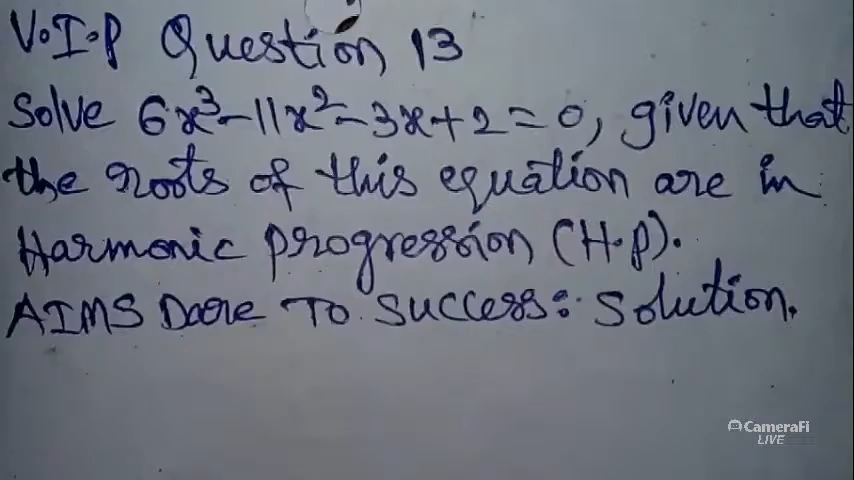 V.I.P Question 13
Solve 6x³-11x²-3x+2=0, given that
the roots of this equation are in
Harmonic progression (H.P).
AIMS Daare To Success: Solution.
CameraFi
LIVE